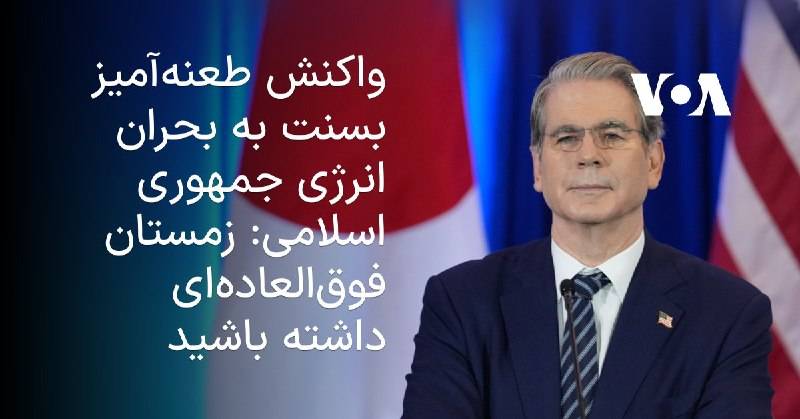 واکنش طعنه‌آمیز
بسنت به بحران
انرژی جمهوری
اسلامی: زمستان
فوق‌العاده‌ای
داشته باشید
VOA